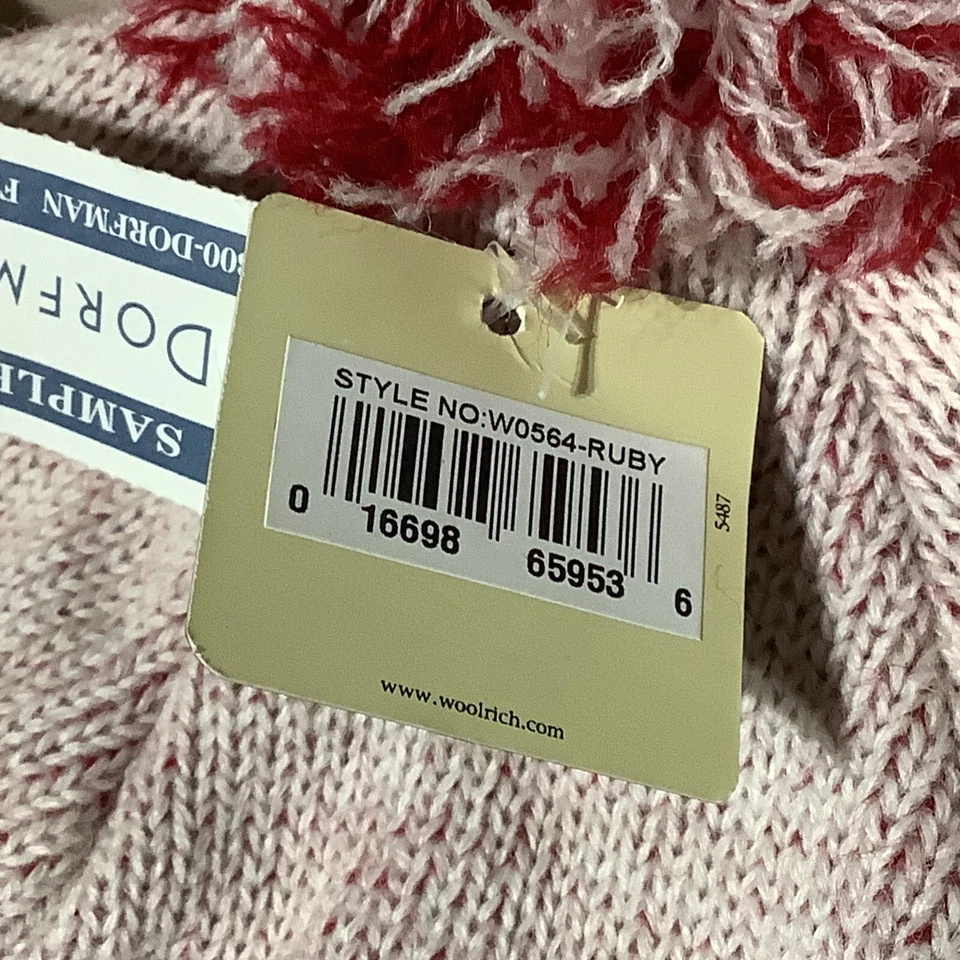 STYLE NO:W0564-RUBY
0 16698 65953 6
5487
www.woolrich.com
SAMPLE
DORFM
00-DORFMAN